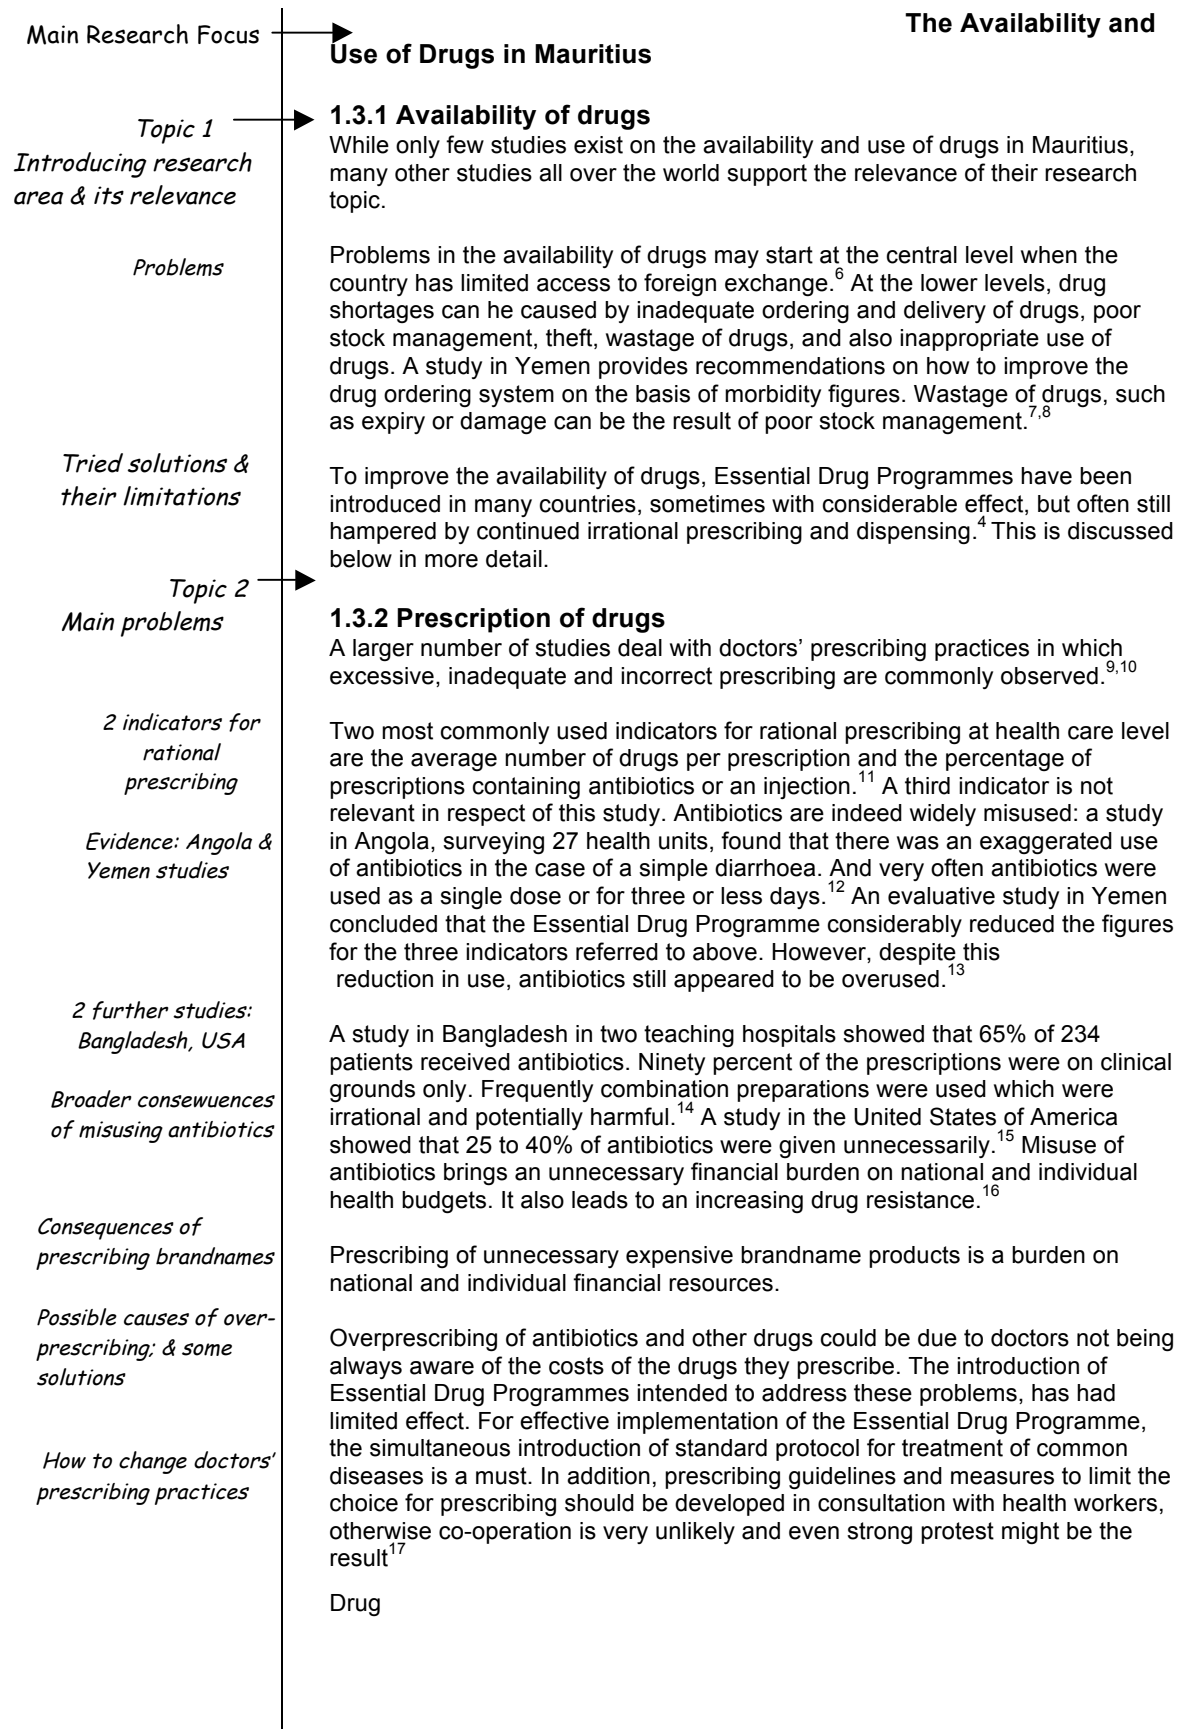 Main Research Focus
The Availability and
Use of Drugs in Mauritius
Topic 1
Introducing research
area & its relevance
1.3.1 Availability of drugs
While only few studies exist on the availability and use of drugs in Mauritius,
many other studies all over the world support the relevance of their research
topic.
Problems
Problems in the availability of drugs may start at the central level when the
country has limited access to foreign exchange.6 At the lower levels, drug
shortages can he caused by inadequate ordering and delivery of drugs, poor
stock management, theft, wastage of drugs, and also inappropriate use of
drugs. A study in Yemen provides recommendations on how to improve the
drug ordering system on the basis of morbidity figures. Wastage of drugs, such
as expiry or damage can be the result of poor stock management.7,8
Tried solutions &
their limitations
To improve the availability of drugs, Essential Drug Programmes have been
introduced in many countries, sometimes with considerable effect, but often still
hampered by continued irrational prescribing and dispensing.4 This is discussed
below in more detail.
Topic 2
Main problems
1.3.2 Prescription of drugs
A larger number of studies deal with doctors’ prescribing practices in which
excessive, inadequate and incorrect prescribing are commonly observed.9,10
2 indicators for
rational
prescribing
Two most commonly used indicators for rational prescribing at health care level
are the average number of drugs per prescription and the percentage of
prescriptions containing antibiotics or an injection.11 A third indicator is not
relevant in respect of this study. Antibiotics are indeed widely misused: a study
in Angola, surveying 27 health units, found that there was an exaggerated use
of antibiotics in the case of a simple diarrhoea. And very often antibiotics were
used as a single dose or for three or less days.12 An evaluative study in Yemen
concluded that the Essential Drug Programme considerably reduced the figures
for the three indicators referred to above. However, despite this
reduction in use, antibiotics still appeared to be overused.13
Evidence: Angola &
Yemen studies
2 further studies:
Bangladesh, USA
A study in Bangladesh in two teaching hospitals showed that 65% of 234
patients received antibiotics. Ninety percent of the prescriptions were on clinical
grounds only. Frequently combination preparations were used which were
irrational and potentially harmful.14 A study in the United States of America
showed that 25 to 40% of antibiotics were given unnecessarily.15 Misuse of
antibiotics brings an unnecessary financial burden on national and individual
health budgets. It also leads to an increasing drug resistance.16
Broader consewuences
of misusing antibiotics
Consequences of
prescribing brandnames
Prescribing of unnecessary expensive brandname products is a burden on
national and individual financial resources.
Possible causes of over-
prescribing; & some
solutions
Overprescribing of antibiotics and other drugs could be due to doctors not being
always aware of the costs of the drugs they prescribe. The introduction of
Essential Drug Programmes intended to address these problems, has had
limited effect. For effective implementation of the Essential Drug Programme,
the simultaneous introduction of standard protocol for treatment of common
diseases is a must. In addition, prescribing guidelines and measures to limit the
choice for prescribing should be developed in consultation with health workers,
otherwise co-operation is very unlikely and even strong protest might be the
result17
How to change doctors’
prescribing practices
Drug